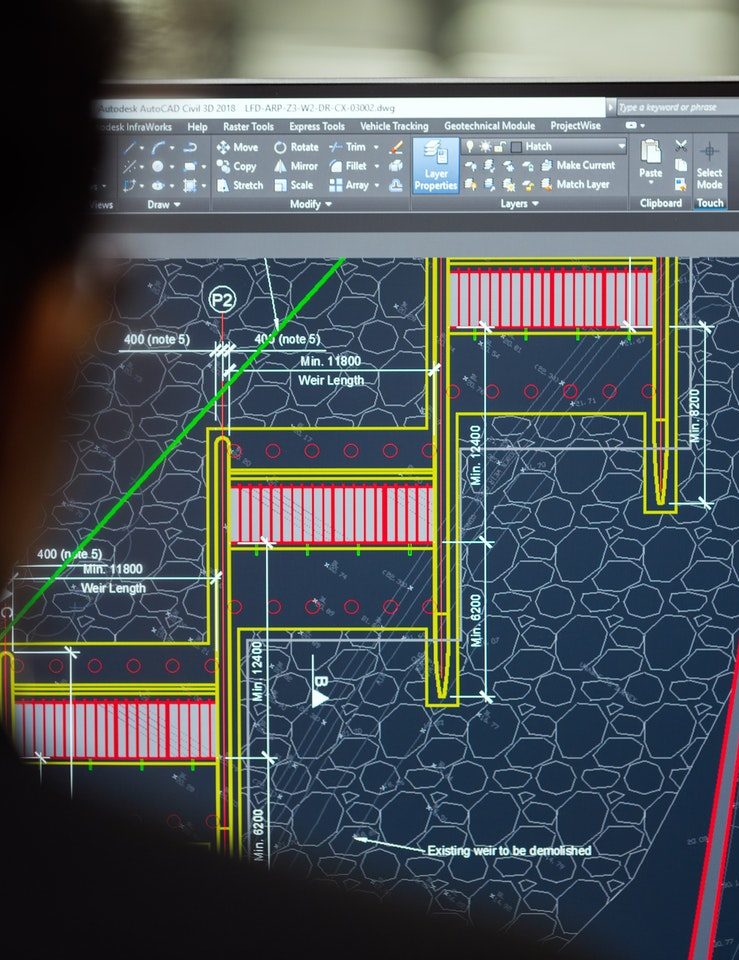 Autodesk AutoCAD Civil 3D 2018 LFD-ARP-Z3-W2-DR-CX-03002.dwg
Type a keyword or phrase
desk InfraWorks Help Raster Tools Express Tools Vehicle Tracking Geotechnical Module ProjectWise
Move Rotate Trim Hatch
Copy Mirror Fillet Make Current
Stretch Scale Array Match Layer
Layer Properties
Paste
Select Mode
Views Draw Modify Layers Clipboard Touch
P2
400 (note 5)
400 (note 5)
Min. 11800
Weir Length
Min. 8200
Min. 12400
400 (note 5)
Min. 11800
Weir Length
Min. 6200
Min. 12400
B
C
Min. 6200
Existing weir to be demolished